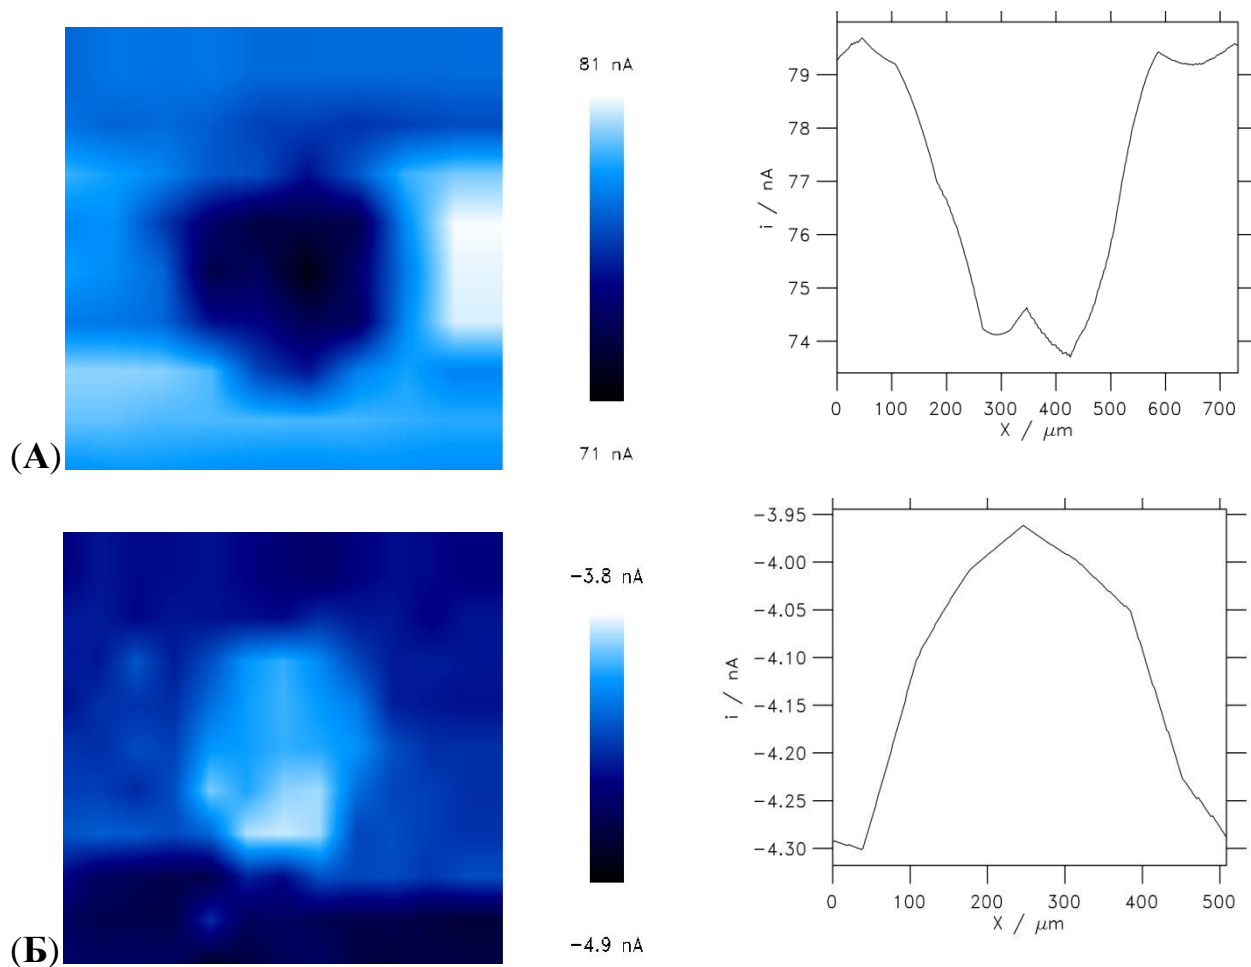 81 nA
71 nA
(А)
79
78
77
76
75
74
i / nA
0 100 200 300 400 500 600 700
X / μm
−3.8 nA
−4.9 nA
(Б)
−3.95
−4.00
−4.05
−4.10
−4.15
−4.20
−4.25
−4.30
i / nA
0 100 200 300 400 500
X / μm